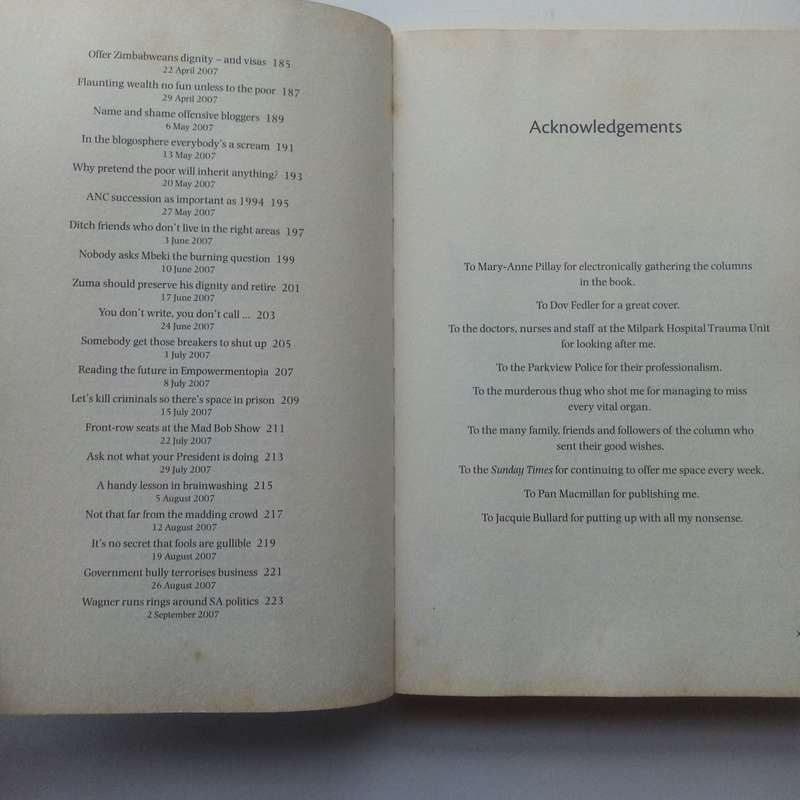 Offer Zimbabweans dignity – and visas 185
22 April 2007
Flaunting wealth no fun unless to the poor 187
29 April 2007
Name and shame offensive bloggers 189
6 May 2007
In the blogosphere everybody's a scream 191
13 May 2007
Why pretend the poor will inherit anything? 193
20 May 2007
ANC succession as important as 1994 195
27 May 2007
Ditch friends who don't live in the right areas 197
3 June 2007
Nobody asks Mbeki the burning question 199
10 June 2007
Zuma should preserve his dignity and retire 201
17 June 2007
You don't write, you don't call ... 203
24 June 2007
Somebody get those breakers to shut up 205
1 July 2007
Reading the future in Empowermentopia 207
8 July 2007
Let's kill criminals so there's space in prison 209
15 July 2007
Front-row seats at the Mad Bob Show 211
22 July 2007
Ask not what your President is doing 213
29 July 2007
A handy lesson in brainwashing 215
5 August 2007
Not that far from the madding crowd 217
12 August 2007
It's no secret that fools are gullible 219
19 August 2007
Government bully terrorises business 221
26 August 2007
Wagner runs rings around SA politics 223
2 September 2007
Acknowledgements
To Mary-Anne Pillay for electronically gathering the columns
in the book.
To Dov Fedler for a great cover.
To the doctors, nurses and staff at the Milpark Hospital Trauma Unit
for looking after me.
To the Parkview Police for their professionalism.
To the murderous thug who shot me for managing to miss
every vital organ.
To the many family, friends and followers of the column who
sent their good wishes.
To the Sunday Times for continuing to offer me space every week.
To Pan Macmillan for publishing me.
To Jacquie Bullard for putting up with all my nonsense.